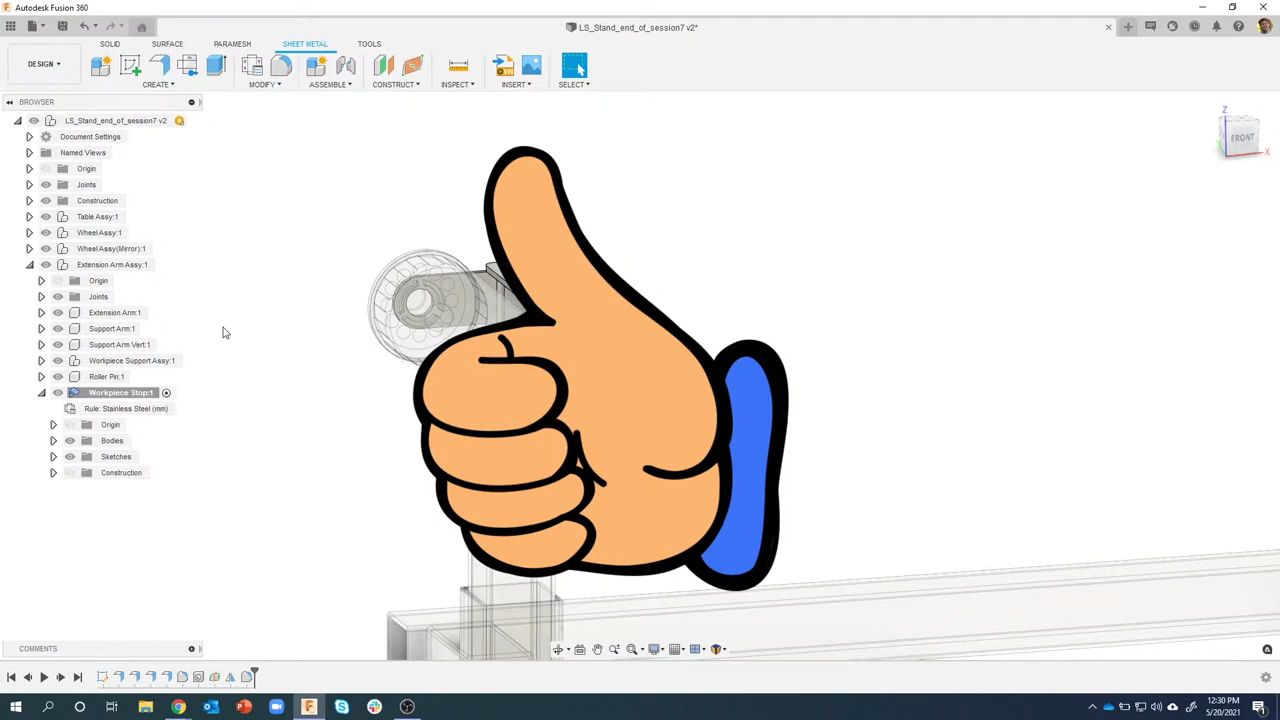 Autodesk Fusion 360
LS_Stand_end_of_session7 v2*
DESIGN
SOLID
SURFACE
PARAMESH
SHEET METAL
TOOLS
CREATE
MODIFY
ASSEMBLE
CONSTRUCT
INSPECT
INSERT
SELECT
BROWSER
LS_Stand_end_of_session7 v2
Document Settings
Named Views
Origin
Joints
Construction
Table Assy:1
Wheel Assy:1
Wheel Assy(Mirror):1
Extension Arm Assy:1
Origin
Joints
Extension Arm:1
Support Arm:1
Support Arm Vert:1
Workpiece Support Assy:1
Roller Pin:1
Workpiece Stop:1
Rule: Stainless Steel (mm)
Origin
Bodies
Sketches
Construction
Z
FRONT
X
COMMENTS
12:30 PM
5/20/2021